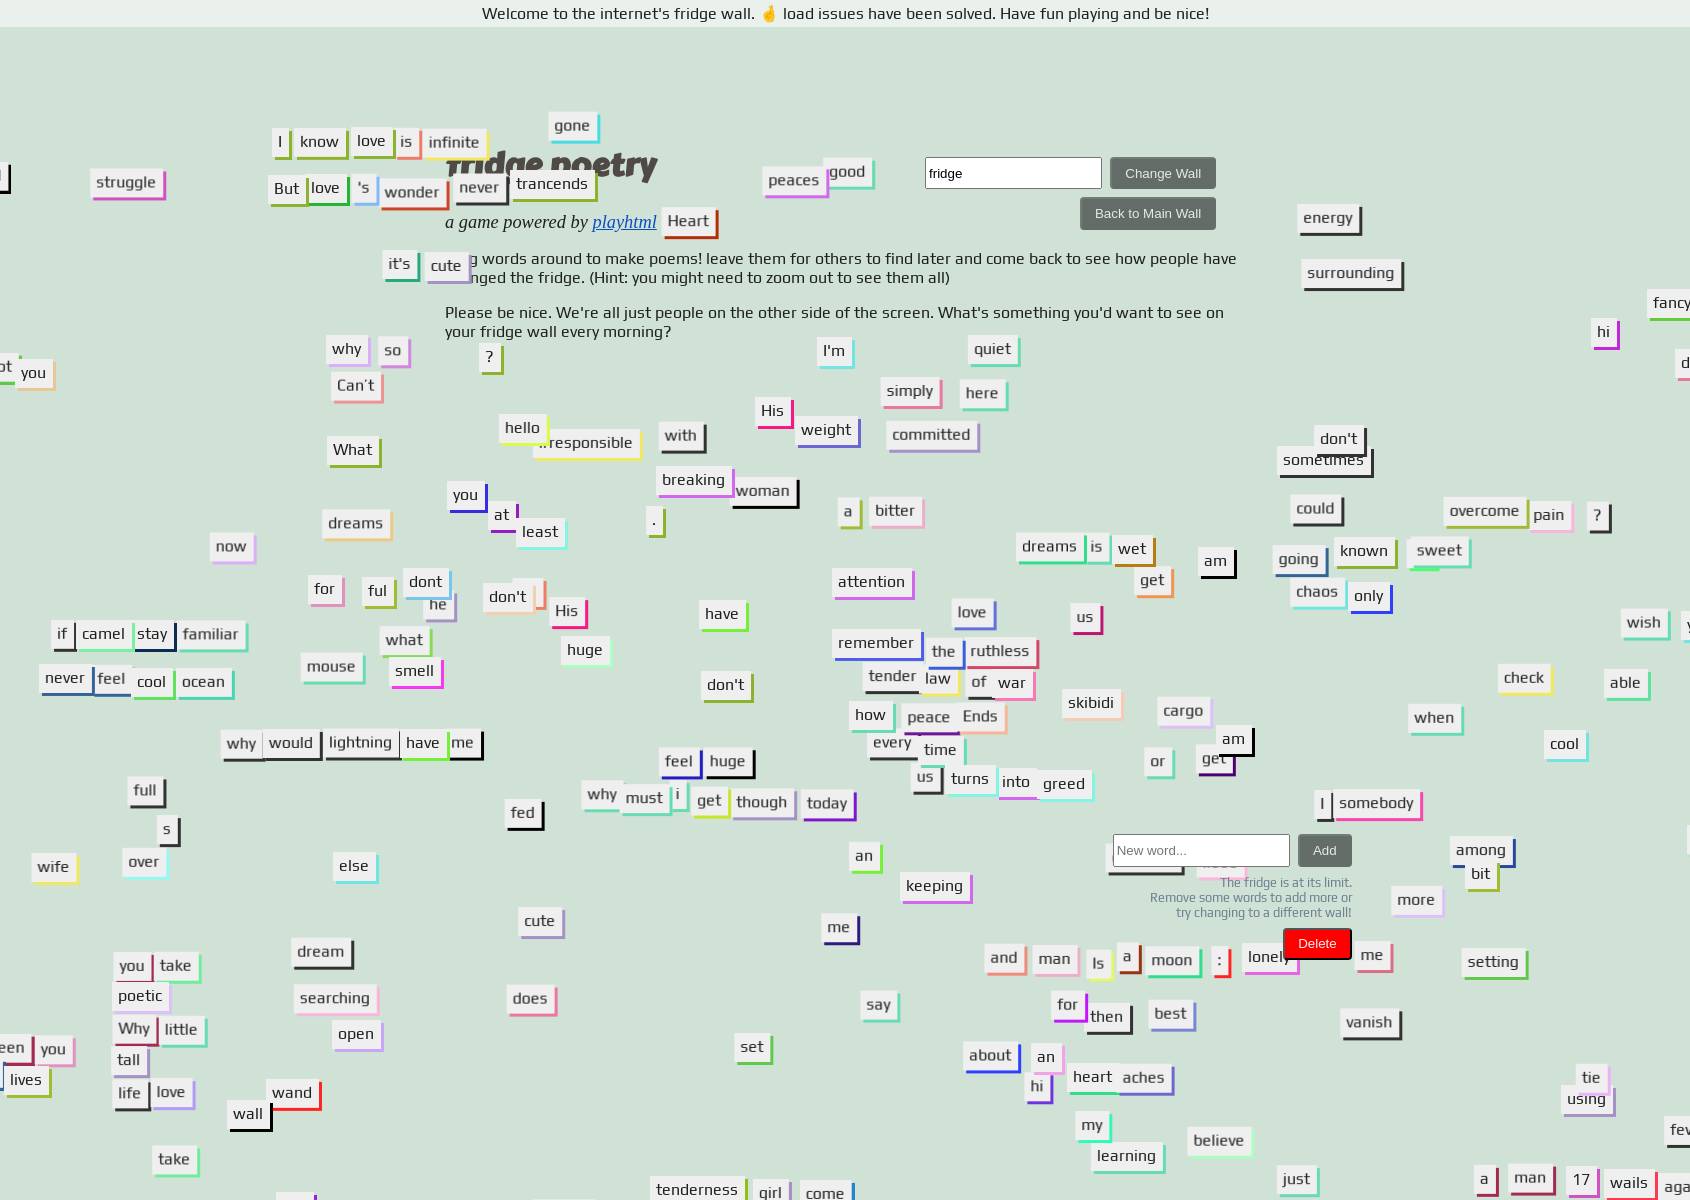 Welcome to the internet's fridge wall. 🤞 load issues have been solved. Have fun playing and be nice!
gone
I know love is infinite
fridge poetry
struggle
peaces good
fridge
Change Wall
But love 's wonder never trancends
Back to Main Wall
a game powered by playhtml Heart
energy
it's cute
words around to make poems! leave them for others to find later and come back to see how people have
the fridge. (Hint: you might need to zoom out to see them all)
surrounding
fancy
Please be nice. We're all just people on the other side of the screen. What's something you'd want to see on
your fridge wall every morning?
hi
why so ? I'm quiet
you
Can't simply here
His
hello irresponsible with weight committed
What don't
sometimes
breaking woman
you at least . a bitter
could overcome pain ?
dreams
now dreams is wet am going known sweet
get
for ful dont he don't His attention chaos only
have love us
if camel stay familiar what huge remember the ruthless wish
mouse smell
never feel cool ocean don't tender law of war check able
skibidi cargo
how peace Ends when
why would lightning have me every time am cool
feel huge or get
us turns into greed
full why must i get though today
fed I somebody
s
New word... Add
wife over else an among
bit
keeping The fridge is at its limit.
Remove some words to add more or
try changing to a different wall!
more
cute me
Delete
dream and man Is a moon : lonely me setting
you take
poetic searching does say for then best
Why little open vanish
you set about an
tall hi heart aches tie
lives using
life love wand
wall my believe
take learning
just a man 17 wails
tenderness girl come